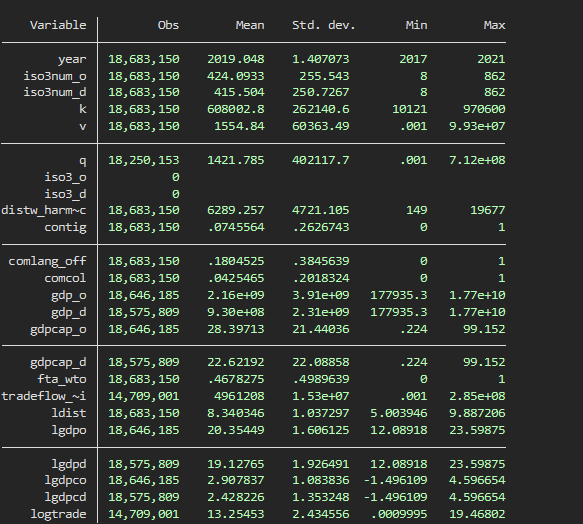 Variable Obs Mean Std. dev. Min Max
year 18,683,150 2019.048 1.407073 2017 2021
iso3num_o 18,683,150 424.0933 255.543 8 862
iso3num_d 18,683,150 415.504 250.7267 8 862
k 18,683,150 608002.8 262140.6 10121 970600
v 18,683,150 1554.84 60363.49 .001 9.93e+07
q 18,250,153 1421.785 402117.7 .001 7.12e+08
iso3_o 0
iso3_d 0
distw_harm~c 18,683,150 6289.257 4721.105 149 19677
contig 18,683,150 .0745564 .2626743 0 1
comlang_off 18,683,150 .1804525 .3845639 0 1
comcol 18,683,150 .0425465 .2018324 0 1
gdp_o 18,646,185 2.16e+09 3.91e+09 177935.3 1.77e+10
gdp_d 18,575,809 9.30e+08 2.31e+09 177935.3 1.77e+10
gdpcap_o 18,646,185 28.39713 21.44036 .224 99.152
gdpcap_d 18,575,809 22.62192 22.08858 .224 99.152
fta_wto 18,683,150 .4678275 .4989639 0 1
tradeflow_~i 14,709,001 4961208 1.53e+07 .001 2.85e+08
ldist 18,683,150 8.340346 1.037297 5.003946 9.887206
lgdpo 18,646,185 20.35449 1.606125 12.08918 23.59875
lgdpd 18,575,809 19.12765 1.926491 12.08918 23.59875
lgdpco 18,646,185 2.907837 1.083836 -1.496109 4.596654
lgdpcd 18,575,809 2.428226 1.353248 -1.496109 4.596654
logtrade 14,709,001 13.25453 2.434556 .0009995 19.46802